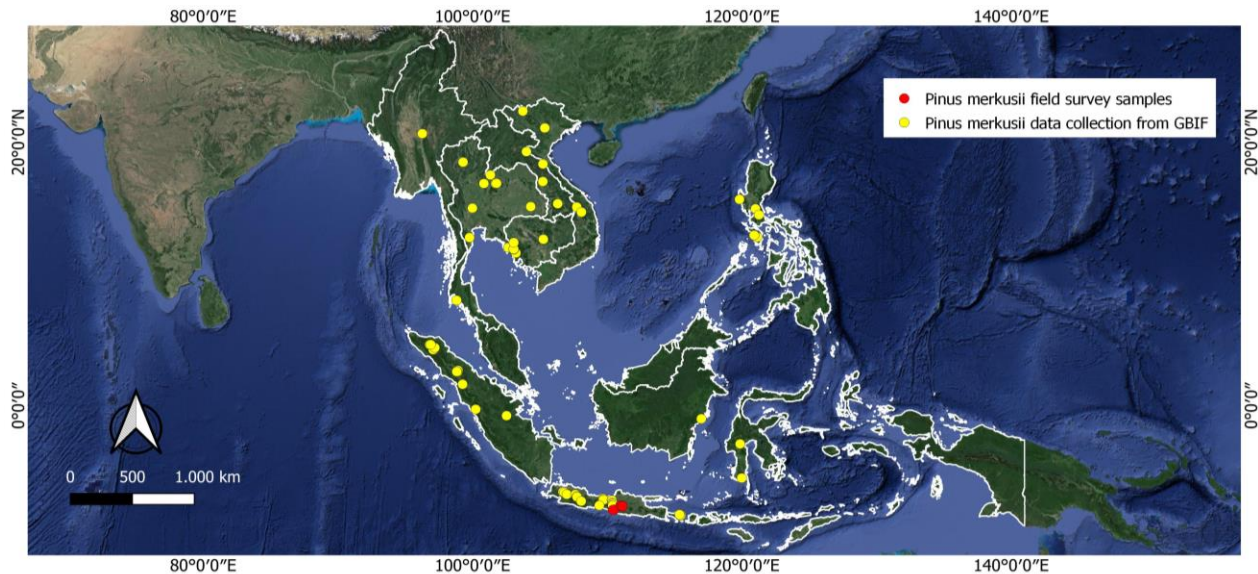 80°0′0″E 100°0′0″E 120°0′0″E 140°0′0″E
Pinus merkusii field survey samples
Pinus merkusii data collection from GBIF
20°0′0″N 20°0′0″N
0°0′0″ 0°0′0″
0 500 1.000 km
80°0′0″E 100°0′0″E 120°0′0″E 140°0′0″E